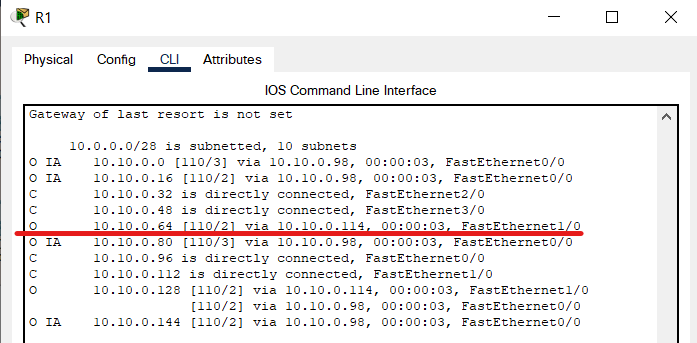 R1
Physical Config CLI Attributes
IOS Command Line Interface
Gateway of last resort is not set
10.0.0.0/28 is subnetted, 10 subnets
O IA 10.10.0.0 [110/3] via 10.10.0.98, 00:00:03, FastEthernet0/0
O IA 10.10.0.16 [110/2] via 10.10.0.98, 00:00:03, FastEthernet0/0
C 10.10.0.32 is directly connected, FastEthernet2/0
C 10.10.0.48 is directly connected, FastEthernet3/0
O 10.10.0.64 [110/2] via 10.10.0.114, 00:00:03, FastEthernet1/0
O IA 10.10.0.80 [110/3] via 10.10.0.98, 00:00:03, FastEthernet0/0
C 10.10.0.96 is directly connected, FastEthernet0/0
C 10.10.0.112 is directly connected, FastEthernet1/0
O 10.10.0.128 [110/2] via 10.10.0.114, 00:00:03, FastEthernet1/0
[110/2] via 10.10.0.98, 00:00:03, FastEthernet0/0
O IA 10.10.0.144 [110/2] via 10.10.0.98, 00:00:03, FastEthernet0/0